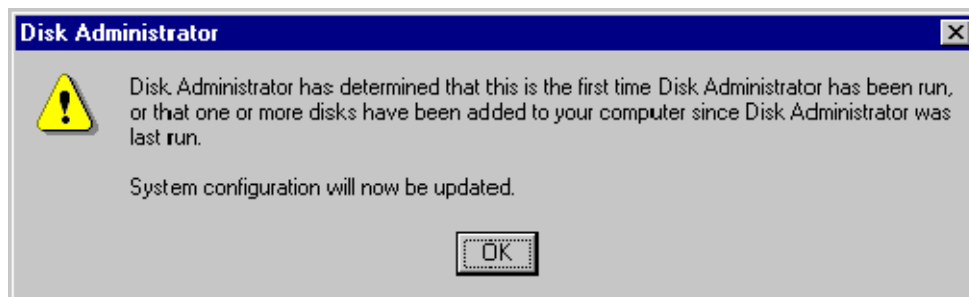 Disk Administrator
Disk Administrator has determined that this is the first time Disk Administrator has been run,
or that one or more disks have been added to your computer since Disk Administrator was
last run.
System configuration will now be updated.
OK